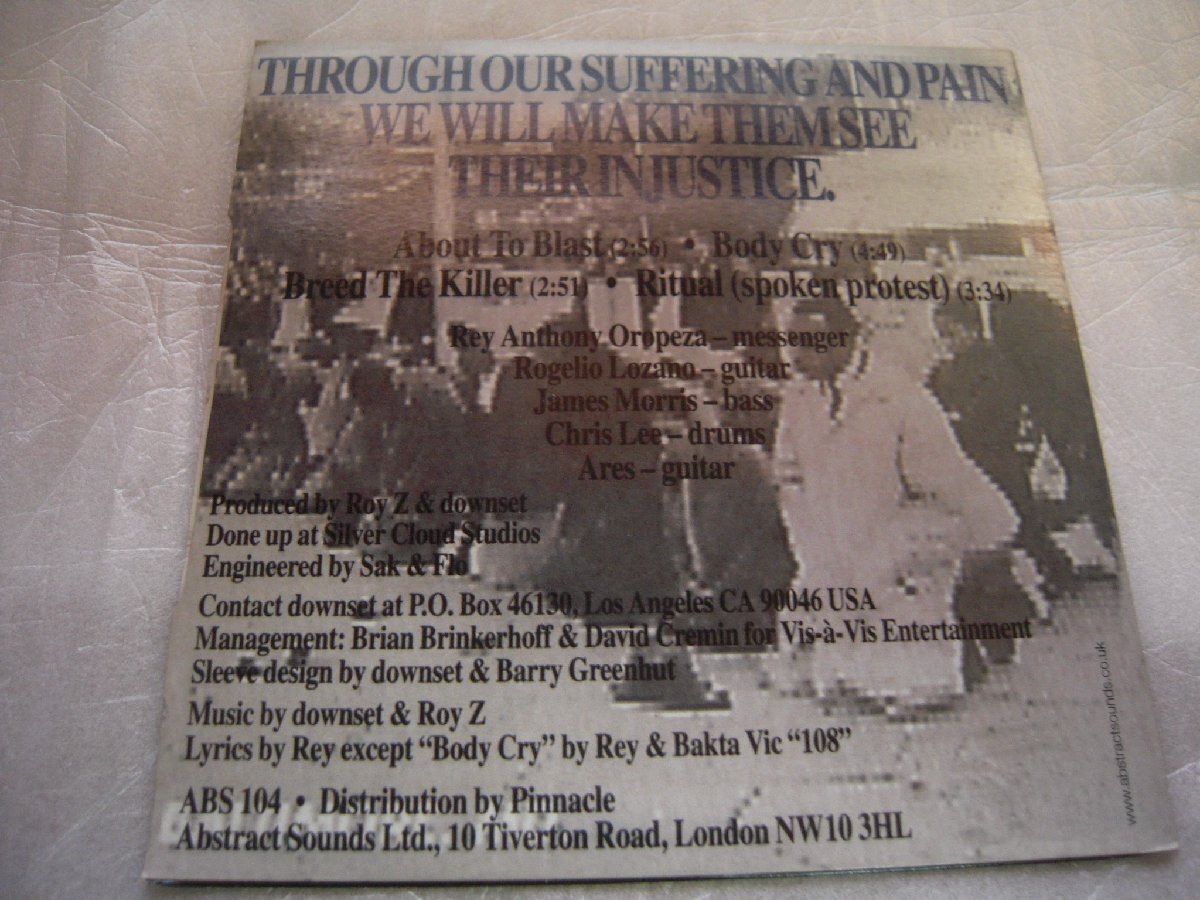 THROUGH OUR SUFFERING AND PAIN
WE WILL MAKE THEM SEE
THEIR INJUSTICE.
About To Blast (2:56) • Body Cry (4:49)
Breed The Killer (2:51) • Ritual (spoken protest) (3:34)
Rey Anthony Oropeza – messenger
Rogelio Lozano – guitar
James Morris – bass
Chris Lee – drums
Ares – guitar
Produced by Roy Z & downset
Done up at Silver Cloud Studios
Engineered by Sak & Flo
Contact downset at P.O. Box 46130, Los Angeles CA 90046 USA
Management: Brian Brinkerhoff & David Cremin for Vis-à-Vis Entertainment
Sleeve design by downset & Barry Greenhut
Music by downset & Roy Z
Lyrics by Rey except “Body Cry” by Rey & Bakta Vic “108”
ABS 104 • Distribution by Pinnacle
Abstract Sounds Ltd., 10 Tiverton Road, London NW10 3HL
www.abstractsounds.co.uk